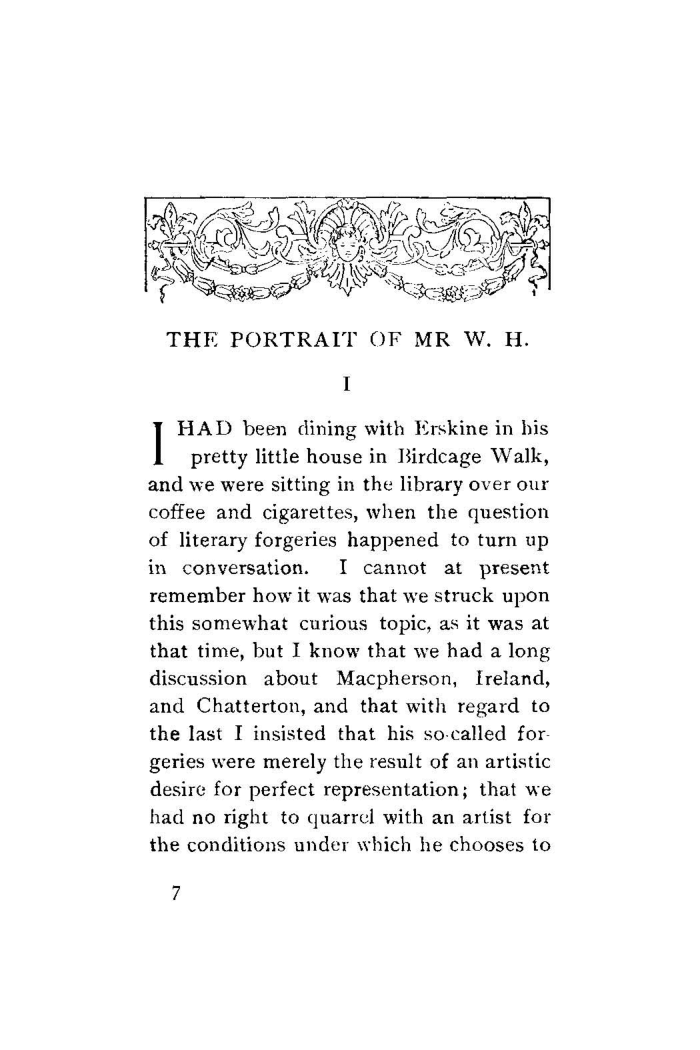 THE PORTRAIT OF MR W. H.
I
I HAD been dining with Erskine in his
pretty little house in Birdcage Walk,
and we were sitting in the library over our
coffee and cigarettes, when the question
of literary forgeries happened to turn up
in conversation. I cannot at present
remember how it was that we struck upon
this somewhat curious topic, as it was at
that time, but I know that we had a long
discussion about Macpherson, Ireland,
and Chatterton, and that with regard to
the last I insisted that his so-called for-
geries were merely the result of an artistic
desire for perfect representation; that we
had no right to quarrel with an artist for
the conditions under which he chooses to
7